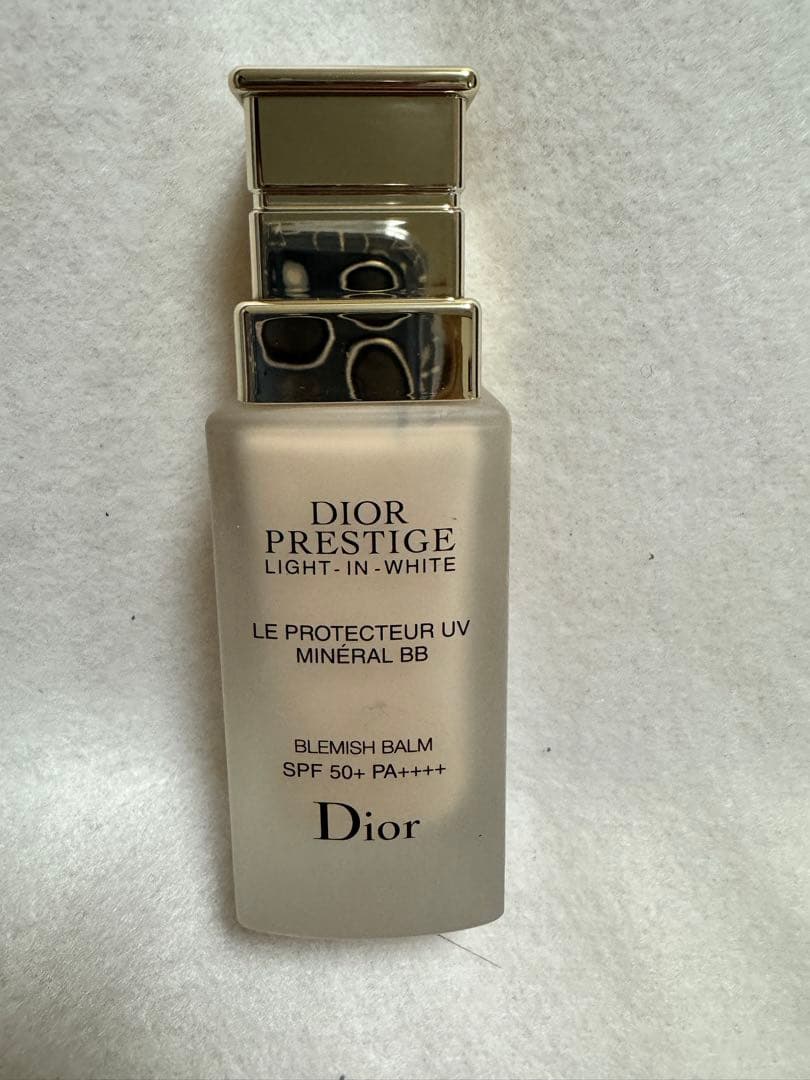 DIOR
PRESTIGE
LIGHT-IN-WHITE
LE PROTECTEUR UV
MINÉRAL BB
BLEMISH BALM
SPF 50+ PA++++
Dior